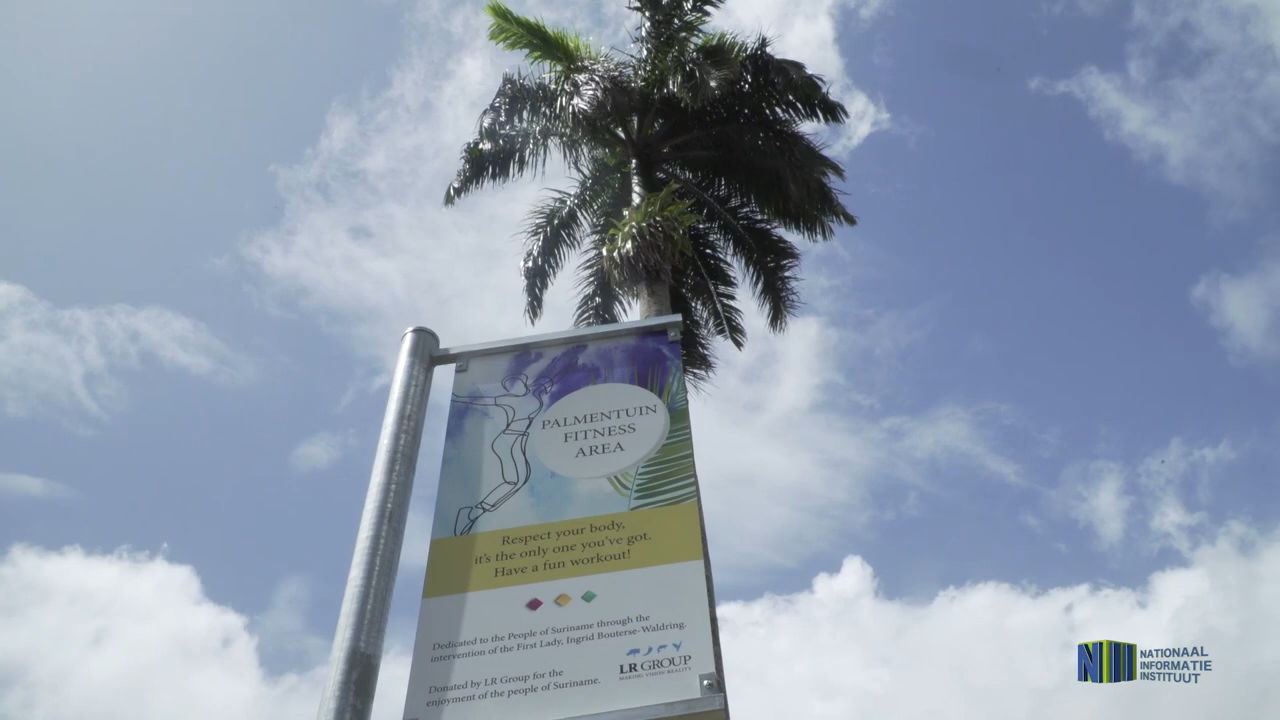 PALMENTUIN
FITNESS
AREA
Respect your body,
it's the only one you've got.
Have a fun workout!
Dedicated to the People of Suriname through the
intervention of the First Lady, Ingrid Bouterse-Waldring.
Donated by LR Group for the
enjoyment of the people of Suriname.
LR GROUP
MAKING VISION REALITY
NII
NATIONAAL
INFORMATIE
INSTITUUT